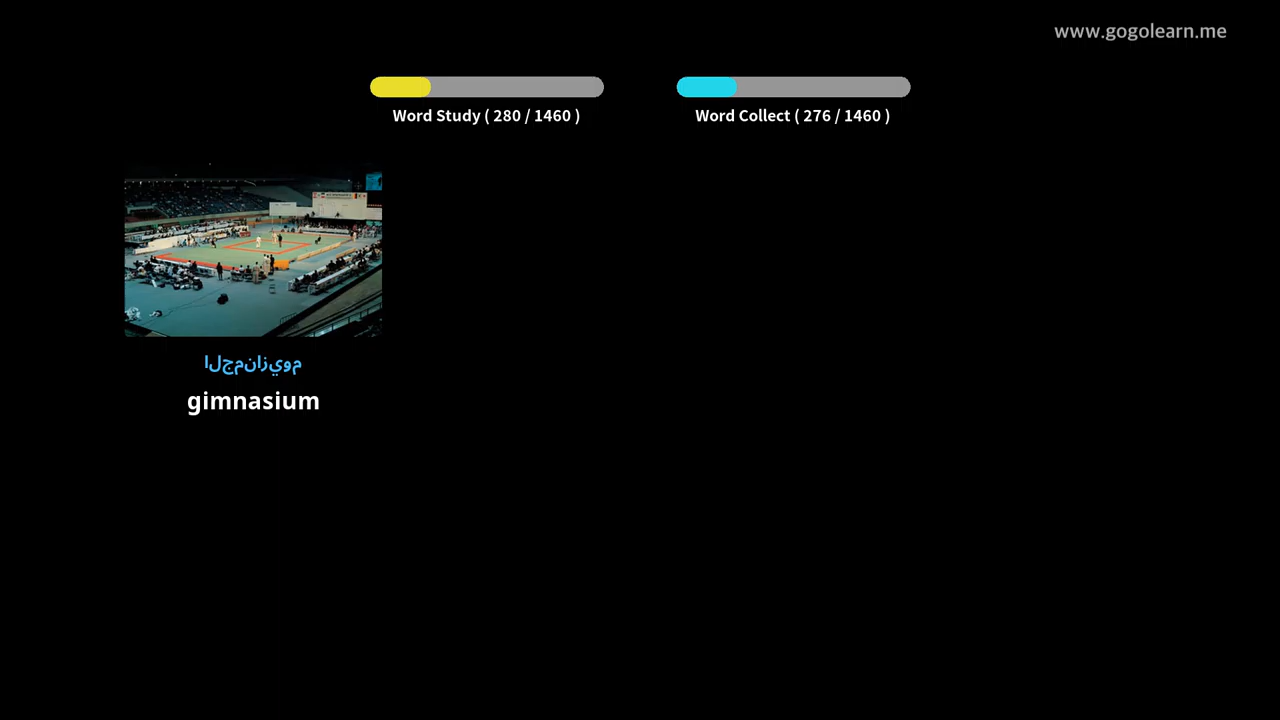 www.gogolearn.me
Word Study ( 280 / 1460 )
Word Collect ( 276 / 1460 )
الجمنازيوم
gimnasium